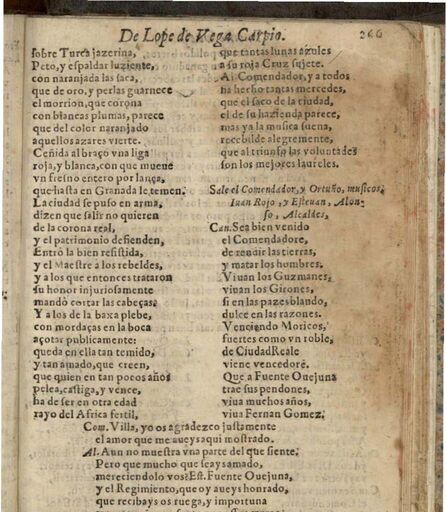 De Lope de Vega Carpio. 266
sobre Turca jazerina,
Peto, y espaldar luziente,
con naranjada las saca,
que de oro, y perlas guarnece
el morrion, que corona
con blancas plumas, parece
que del color naranjado
aquellos azares vierte.
Ceñida al braço vna liga
roja, y blanca, con que mueue
vn fresno entero por lança,
que hasta en Granada le temen.
La ciudad se puso en arma,
dizen que salir no quieren
de la corona real,
y el patrimonio defienden,
Entrò la bien resistida,
y el Maestre a los rebeldes,
y a los que entonces trataron
su honor injuriosamente
mandò cortar las cabeças.
Y a los de la baxa plebe,
con mordaças en la boca
açotar publicamente:
queda en ella tan temido,
y tan amado, que creen,
que quien en tan pocos años
pelea, castiga, y vence,
ha de ser en otra edad
rayo del Africa fertil,
que tantas lunas azules
a su roja Cruz sujete.
Al Comendador, y a todos
ha hecho tantas mercedes,
que el saco de la ciudad,
el de su hazienda parece,
mas ya la musica suena,
recebilde alegremente,
que al triunfo las voluntades
son los mejores laureles.
Sale el Comendador, y Ortuño, musicos,
Iuan Rojo, y Esteuan, Alon-
so, Alcaldes,
Can. Sea bien venido
el Comendadore,
de rendir las tierras,
y matar los hombres.
Viuan los Guzmanes,
viuan los Girones,
si en las pazes blando,
dulce en las razones.
Venciendo Moricos,
fuertes como vn roble,
de Ciudad Reale
viene vencedore.
Que a Fuente Ouejuna
trae sus pendones,
viua muchos años,
viua Fernan Gomez.
Com. Villa, yo os agradezco justamente
el amor que me aueys aqui mostrado.
Al. Aun no muestra vna parte del que siente.
Pero que mucho que seays amado,
mereciendolo vos? Est. Fuente Ouejuna,
y el Regimiento, que oy aueys honrado,
que recibays os ruega, y importuna